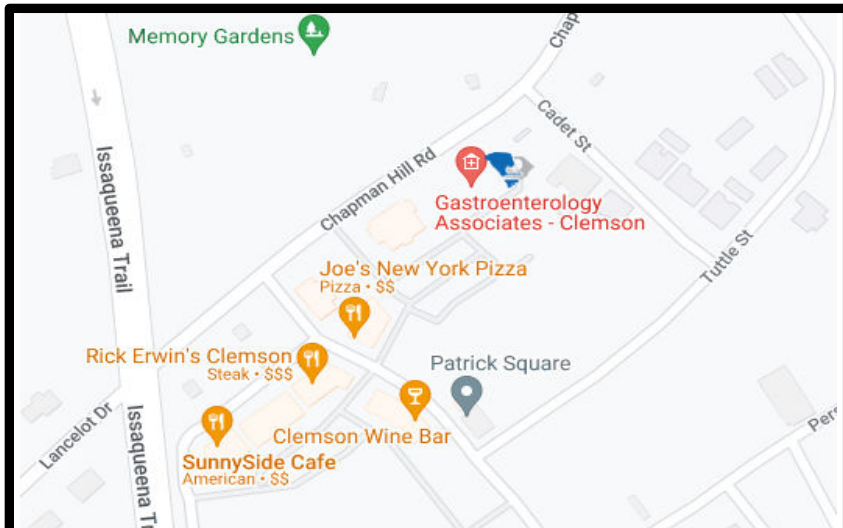 Memory Gardens
Chap
Cadet St
Issaqueena Trail
Chapman Hill Rd
Gastroenterology
Associates - Clemson
Tuttle St
Joe's New York Pizza
Pizza • $$
Rick Erwin's Clemson
Steak • $$$
Patrick Square
Lancelot Dr
Issaqueena Tr
Clemson Wine Bar
Pers
SunnySide Cafe
American • $$